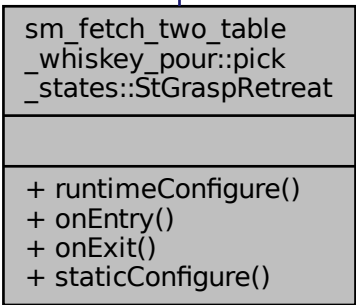 sm_fetch_two_table
_whiskey_pour::pick
_states::StGraspRetreat
+ runtimeConfigure()
+ onEntry()
+ onExit()
+ staticConfigure()